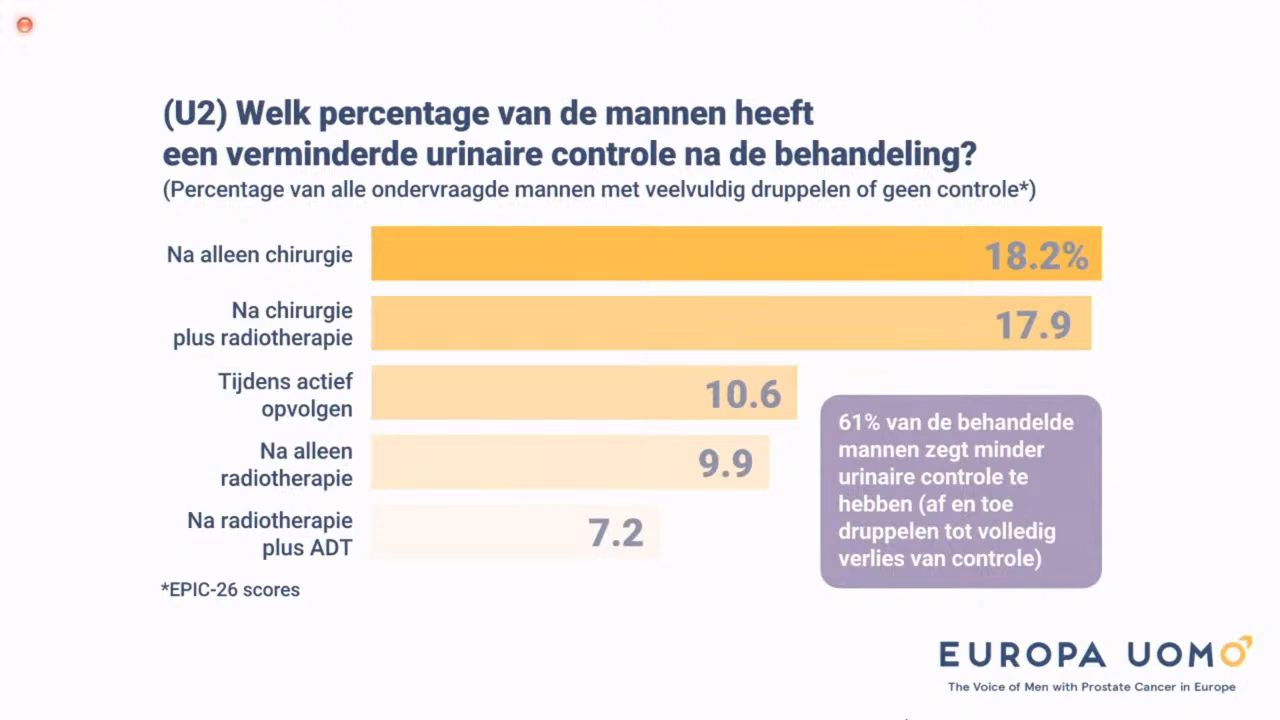 (U2) Welk percentage van de mannen heeft
een verminderde urinaire controle na de behandeling?
(Percentage van alle ondervraagde mannen met veelvuldig druppelen of geen controle*)
Na alleen chirurgie
18.2%
Na chirurgie
plus radiotherapie
17.9
Tijdens actief
opvolgen
10.6
Na alleen
radiotherapie
9.9
Na radiotherapie
plus ADT
7.2
61% van de behandelde
mannen zegt minder
urinaire controle te
hebben (af en toe
druppelen tot volledig
verlies van controle)
*EPIC-26 scores
EUROPA UOMO
The Voice of Men with Prostate Cancer in Europe